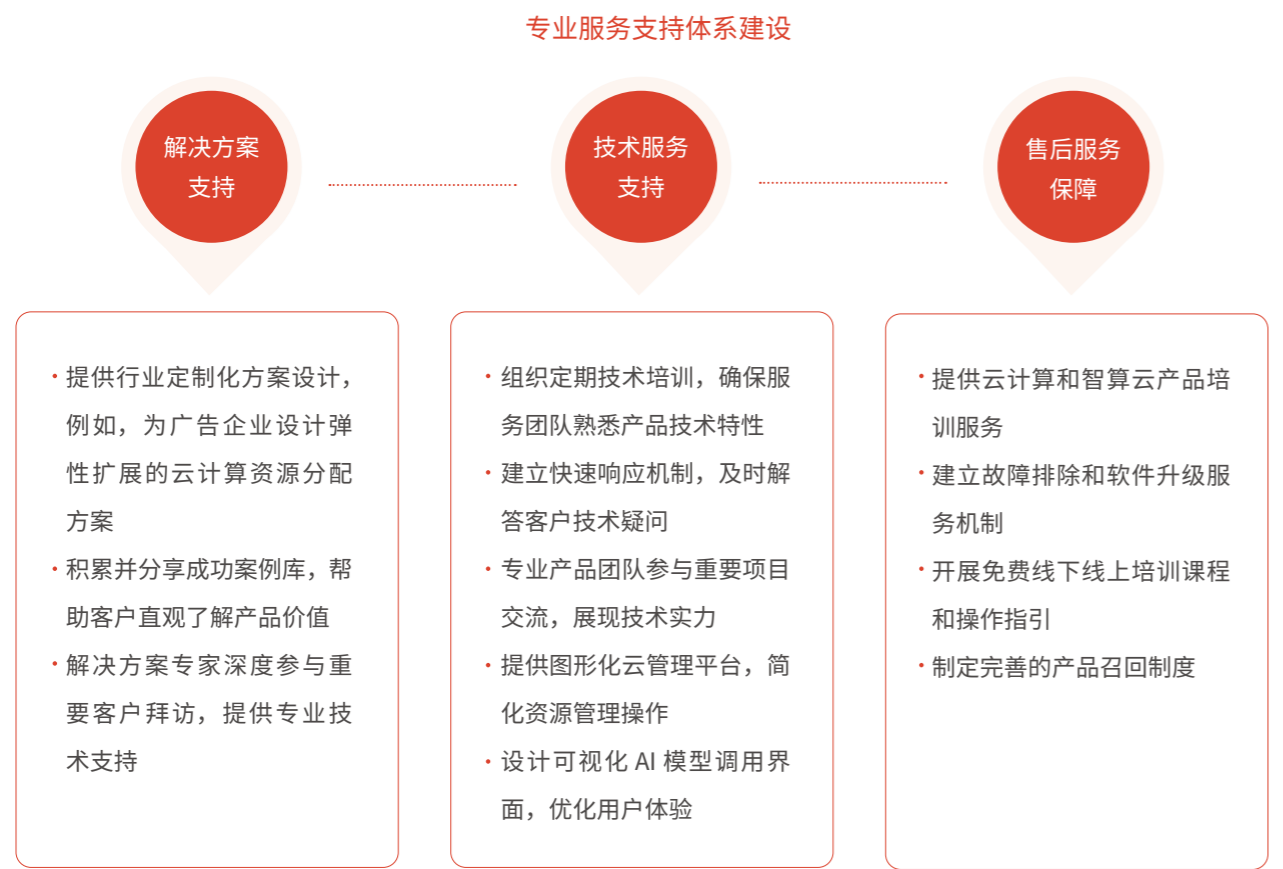 专业服务支持体系建设
解决方案
支持
技术服务
支持
售后服务
保障
· 提供行业定制化方案设计，
例如，为广告企业设计弹
性扩展的云计算资源分配
方案
· 积累并分享成功案例库，帮
助客户直观了解产品价值
· 解决方案专家深度参与重
要客户拜访，提供专业技
术支持
· 组织定期技术培训，确保服
务团队熟悉产品技术特性
· 建立快速响应机制，及时解
答客户技术疑问
· 专业产品团队参与重要项目
交流，展现技术实力
· 提供图形化云管理平台，简
化资源管理操作
· 设计可视化 AI 模型调用界
面，优化用户体验
· 提供云计算和智算云产品培
训服务
· 建立故障排除和软件升级服
务机制
· 开展免费线下线上培训课程
和操作指引
· 制定完善的产品召回制度